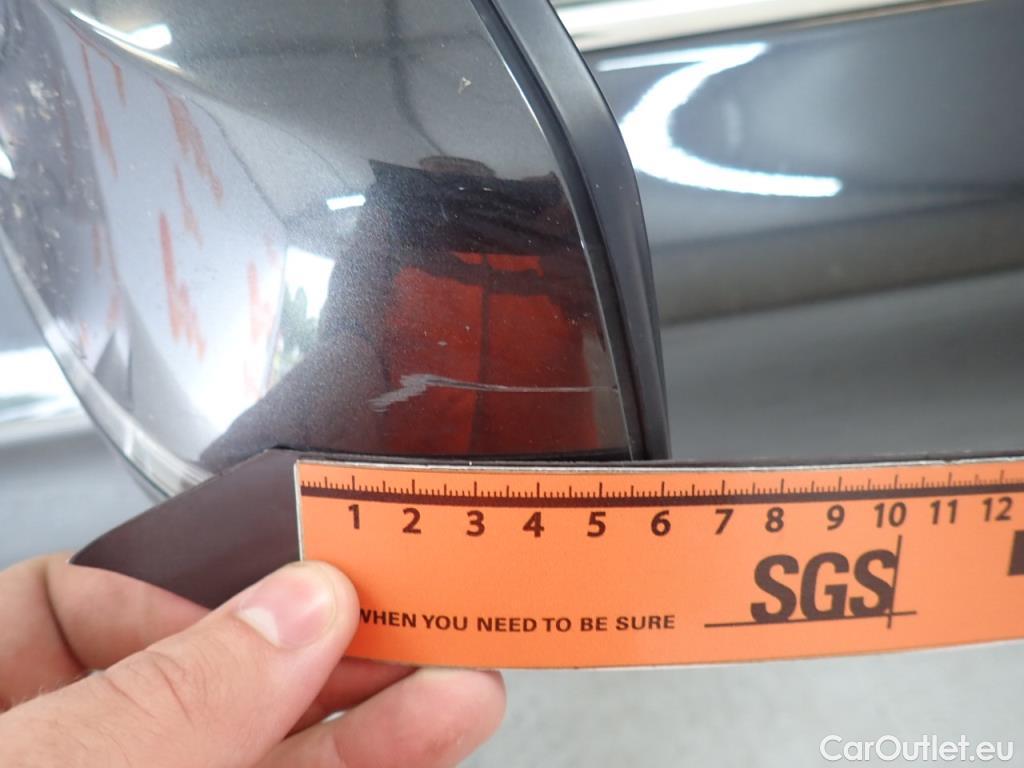 1 2 3 4 5 6 7 8 9 10 11 12
SGS
WHEN YOU NEED TO BE SURE
CarOutlet.eu